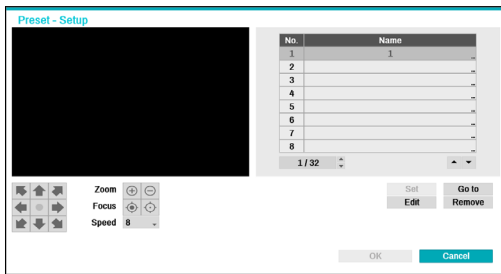 Preset - Setup
No. Name
1 1 ...
2 ...
3 ...
4 ...
5 ...
6 ...
7 ...
8 ...
1 / 32
Zoom
Focus
Speed 8
Set Go to
Edit Remove
OK Cancel